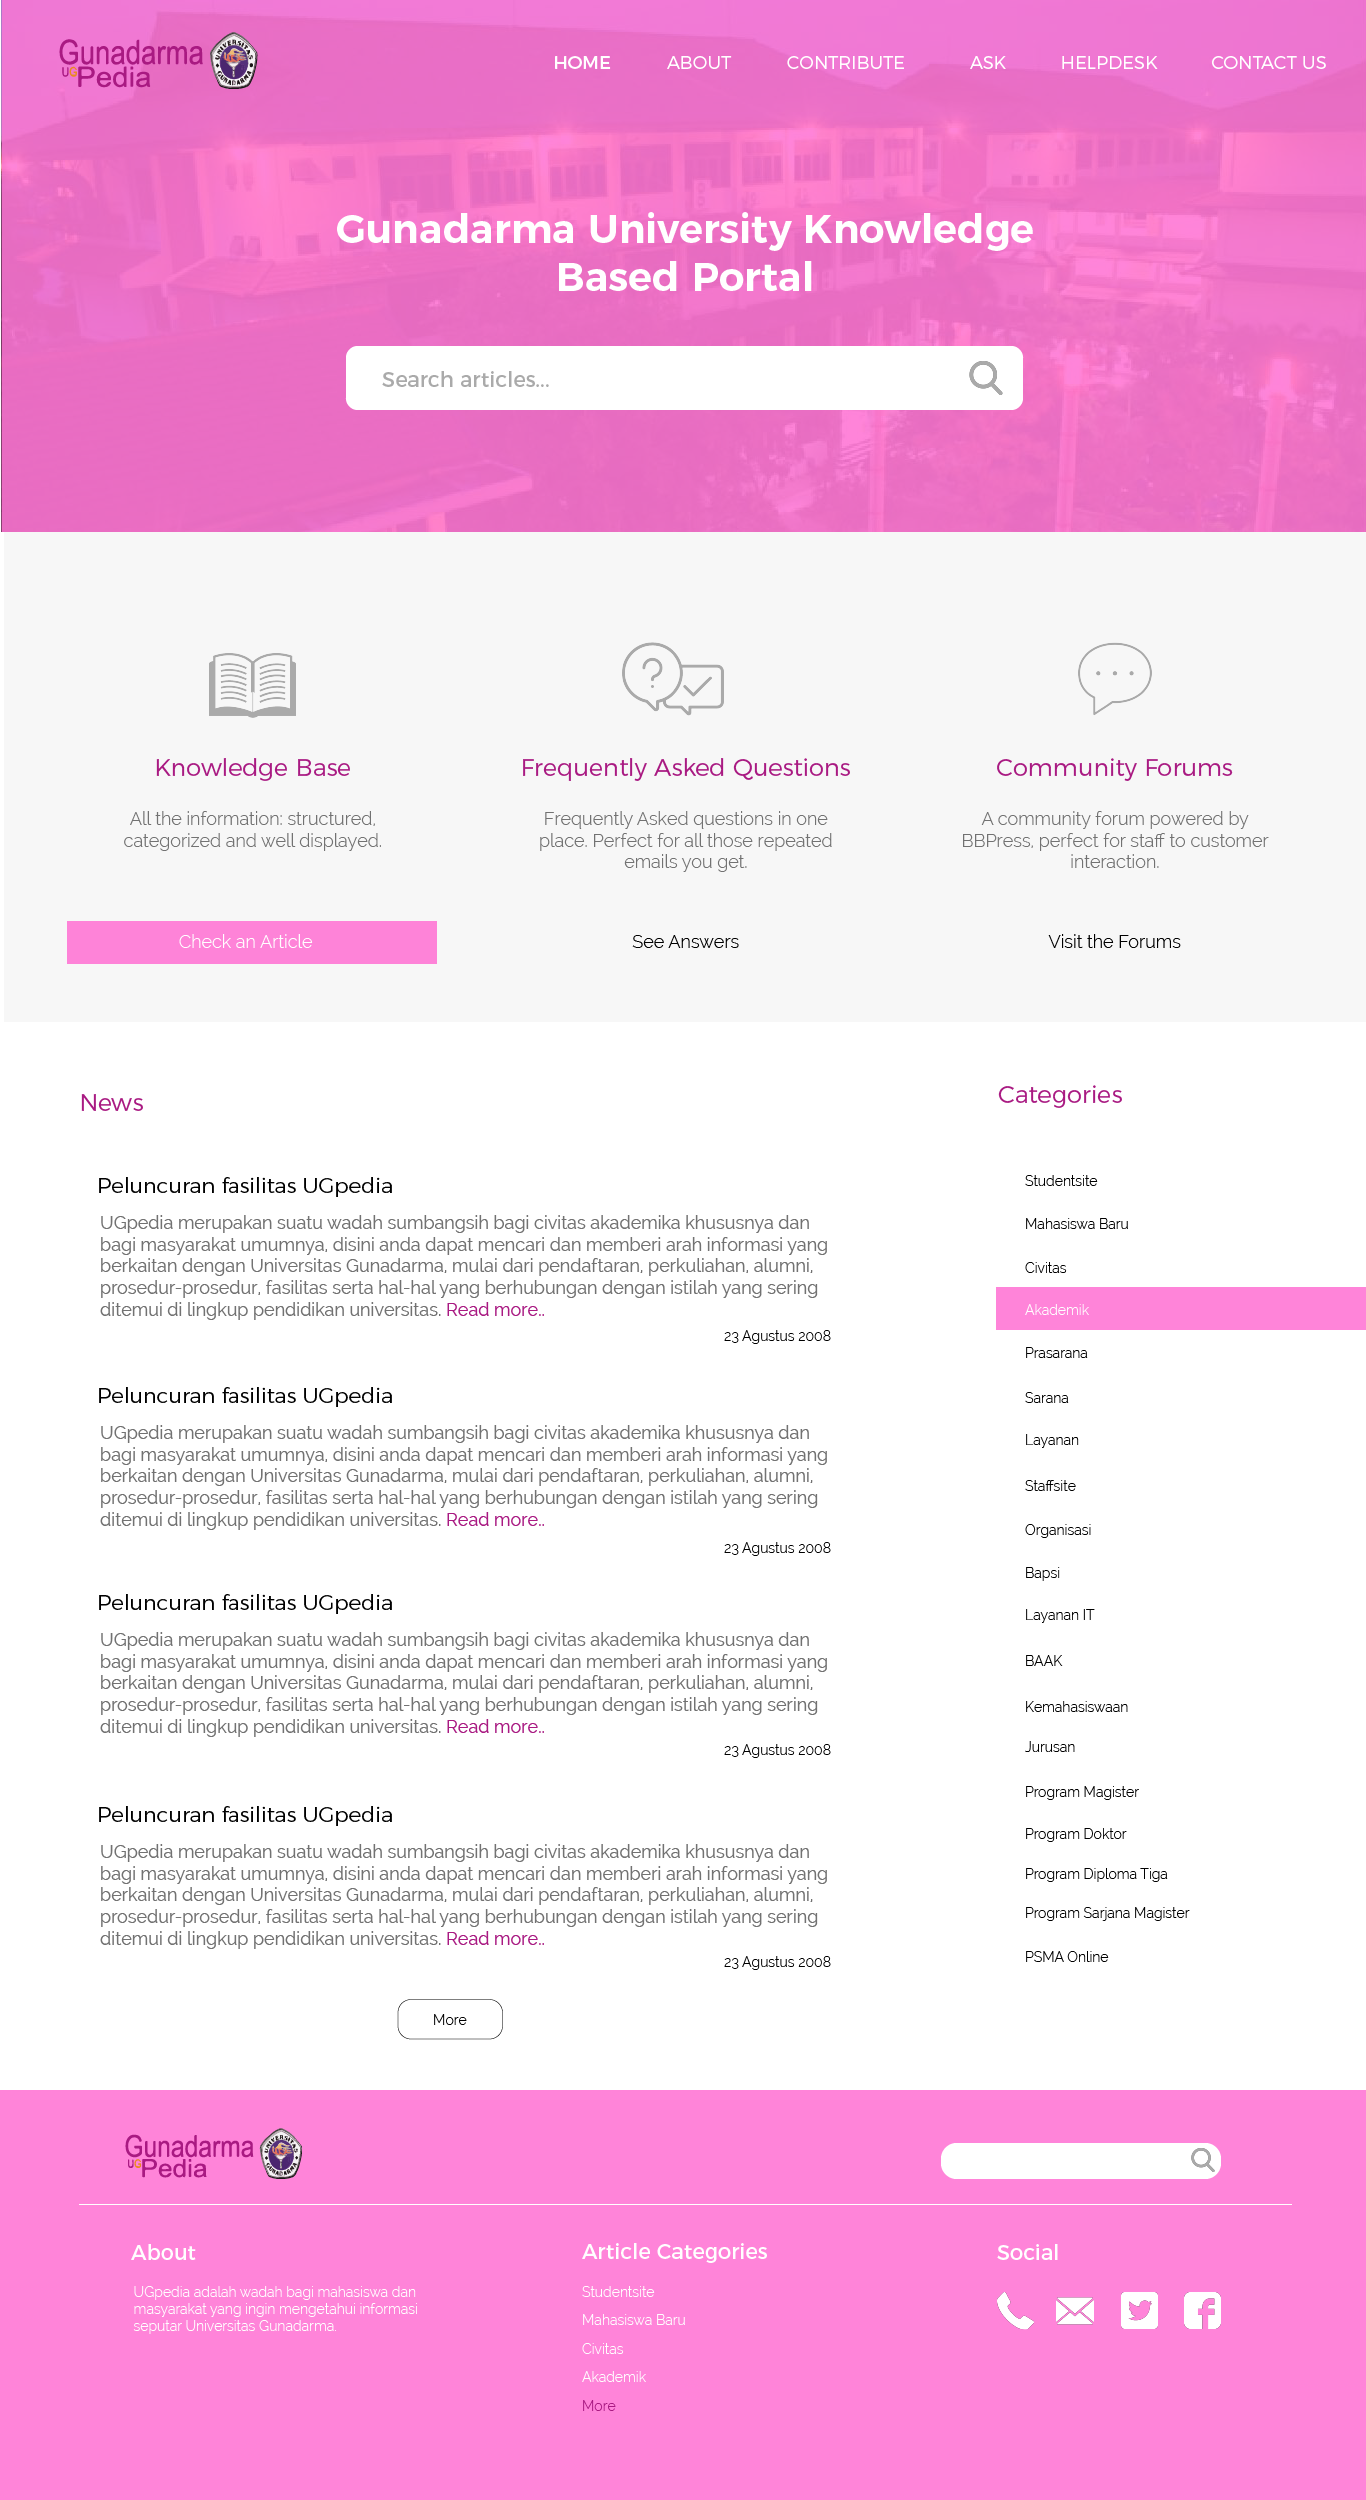 Gunadarma
UGPedia
UNIVERSITAS
GUNADARMA
HOME ABOUT CONTRIBUTE ASK HELPDESK CONTACT US
Gunadarma University Knowledge
Based Portal
Search articles...
Knowledge Base
All the information: structured,
categorized and well displayed.
Check an Article
Frequently Asked Questions
Frequently Asked questions in one
place. Perfect for all those repeated
emails you get.
See Answers
Community Forums
A community forum powered by
BBPress, perfect for staff to customer
interaction.
Visit the Forums
News
Peluncuran fasilitas UGpedia
UGpedia merupakan suatu wadah sumbangsih bagi civitas akademika khususnya dan
bagi masyarakat umumnya, disini anda dapat mencari dan memberi arah informasi yang
berkaitan dengan Universitas Gunadarma, mulai dari pendaftaran, perkuliahan, alumni,
prosedur-prosedur, fasilitas serta hal-hal yang berhubungan dengan istilah yang sering
ditemui di lingkup pendidikan universitas. Read more..
23 Agustus 2008
Peluncuran fasilitas UGpedia
UGpedia merupakan suatu wadah sumbangsih bagi civitas akademika khususnya dan
bagi masyarakat umumnya, disini anda dapat mencari dan memberi arah informasi yang
berkaitan dengan Universitas Gunadarma, mulai dari pendaftaran, perkuliahan, alumni,
prosedur-prosedur, fasilitas serta hal-hal yang berhubungan dengan istilah yang sering
ditemui di lingkup pendidikan universitas. Read more..
23 Agustus 2008
Peluncuran fasilitas UGpedia
UGpedia merupakan suatu wadah sumbangsih bagi civitas akademika khususnya dan
bagi masyarakat umumnya, disini anda dapat mencari dan memberi arah informasi yang
berkaitan dengan Universitas Gunadarma, mulai dari pendaftaran, perkuliahan, alumni,
prosedur-prosedur, fasilitas serta hal-hal yang berhubungan dengan istilah yang sering
ditemui di lingkup pendidikan universitas. Read more..
23 Agustus 2008
Peluncuran fasilitas UGpedia
UGpedia merupakan suatu wadah sumbangsih bagi civitas akademika khususnya dan
bagi masyarakat umumnya, disini anda dapat mencari dan memberi arah informasi yang
berkaitan dengan Universitas Gunadarma, mulai dari pendaftaran, perkuliahan, alumni,
prosedur-prosedur, fasilitas serta hal-hal yang berhubungan dengan istilah yang sering
ditemui di lingkup pendidikan universitas. Read more..
23 Agustus 2008
More
Categories
Studentsite
Mahasiswa Baru
Civitas
Akademik
Prasarana
Sarana
Layanan
Staffsite
Organisasi
Bapsi
Layanan IT
BAAK
Kemahasiswaan
Jurusan
Program Magister
Program Doktor
Program Diploma Tiga
Program Sarjana Magister
PSMA Online
Gunadarma
UGPedia
UNIVERSITAS
GUNADARMA
About
UGpedia adalah wadah bagi mahasiswa dan
masyarakat yang ingin mengetahui informasi
seputar Universitas Gunadarma.
Article Categories
Studentsite
Mahasiswa Baru
Civitas
Akademik
More
Social